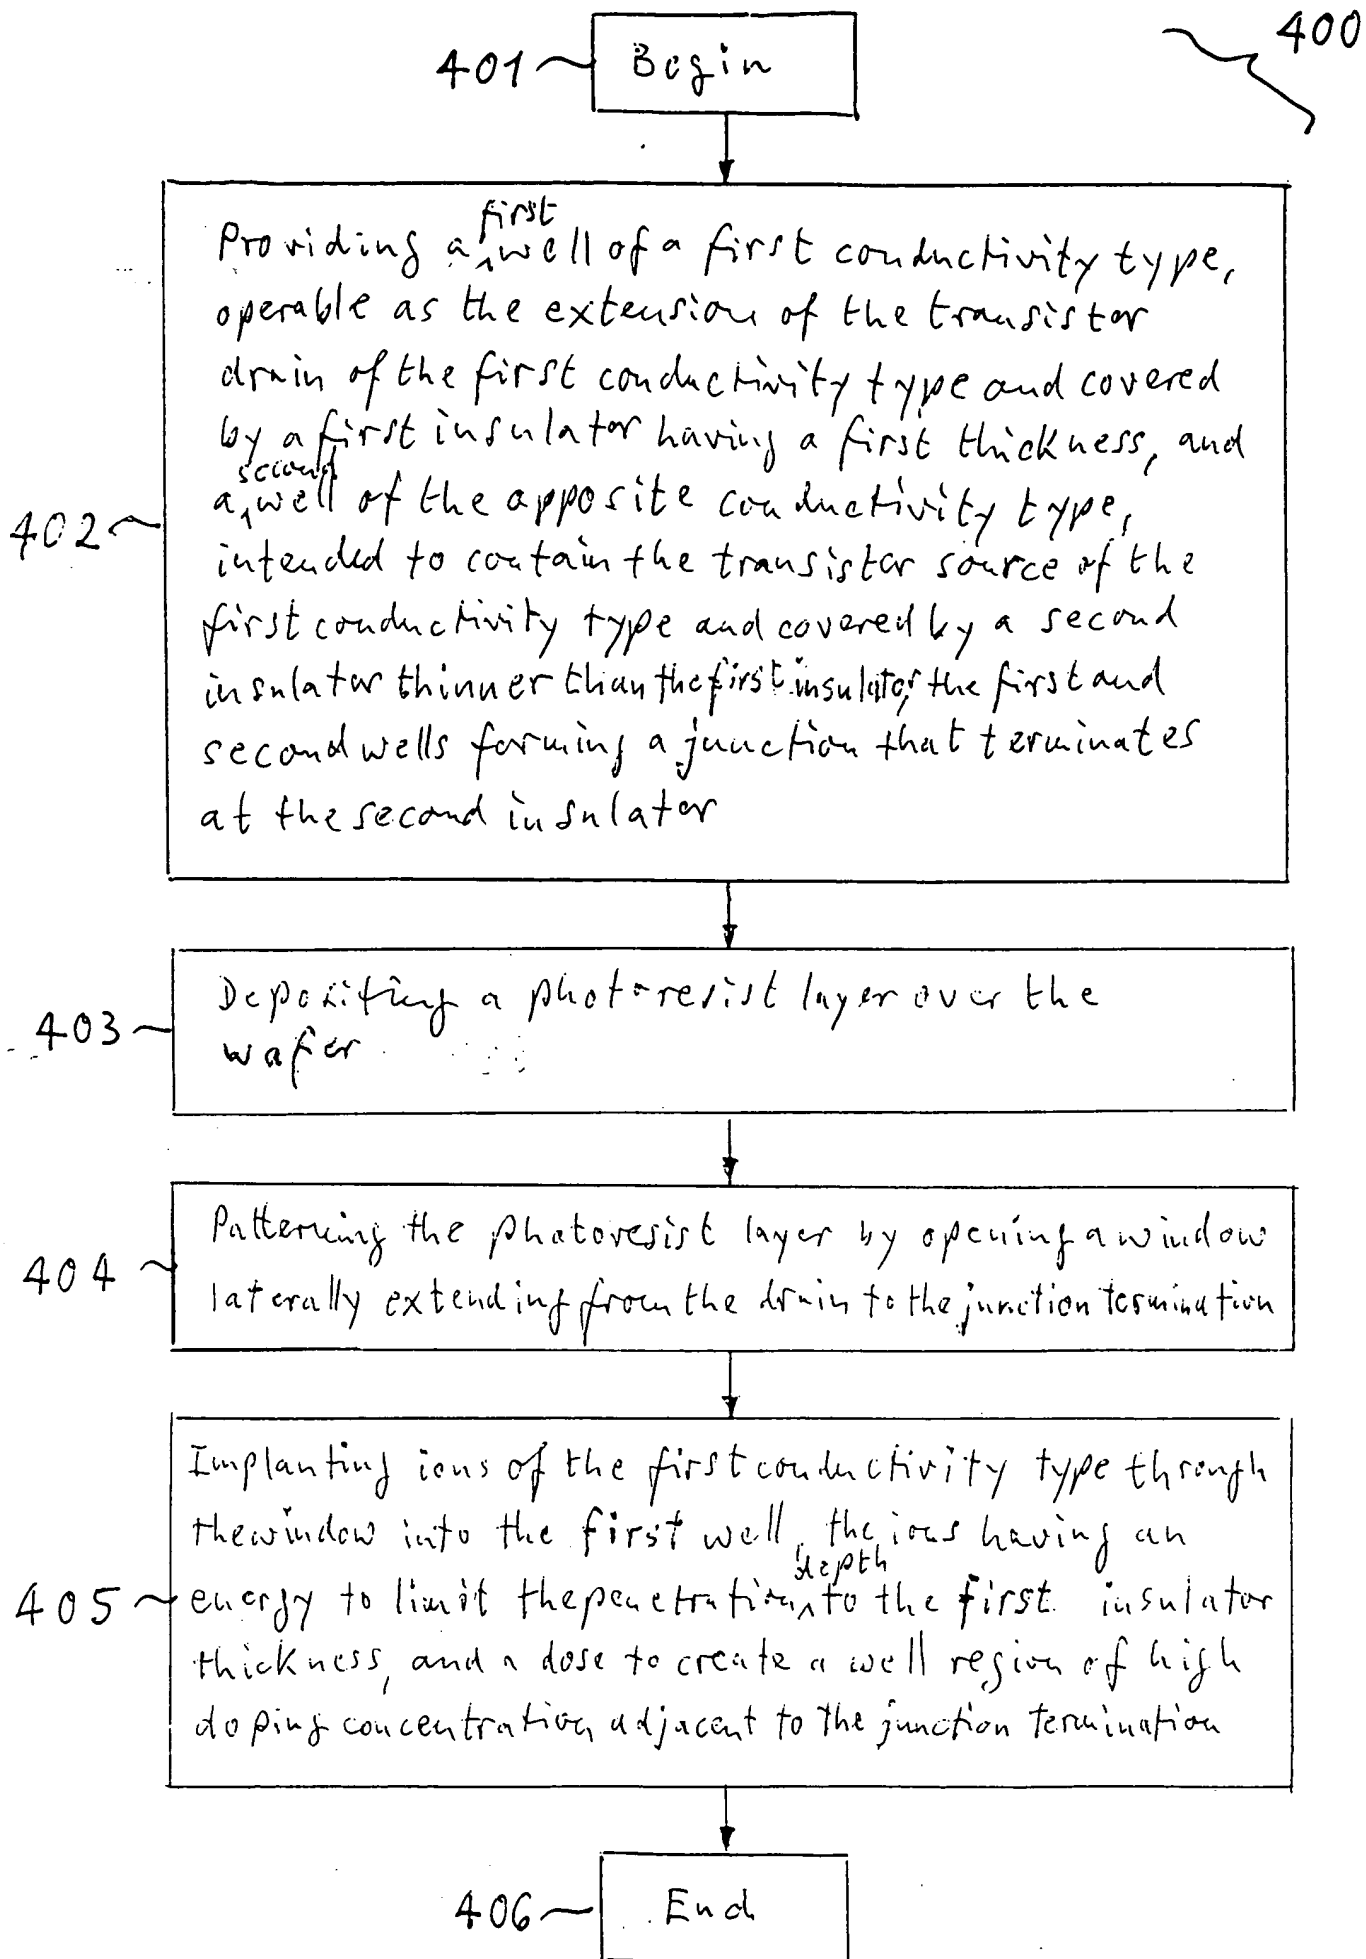 400
401 Begin
Providing a first well of a first conductivity type,
operable as the extension of the transistor
drain of the first conductivity type and covered
by a first insulator having a first thickness, and
a second well of the opposite conductivity type,
402
intended to contain the transistor source of the
first conductivity type and covered by a second
insulator thinner than the first insulator, the first and
second wells forming a junction that terminates
at the second insulator
Depositing a photoresist layer over the
403
wafer
Patterning the photoresist layer by opening a window
404
laterally extending from the drain to the junction termination
Implanting ions of the first conductivity type through
the window into the first well, the ions having an
405 energy to limit the penetration depth to the first insulator
thickness, and a dose to create a well region of high
doping concentration adjacent to the junction termination
406 End